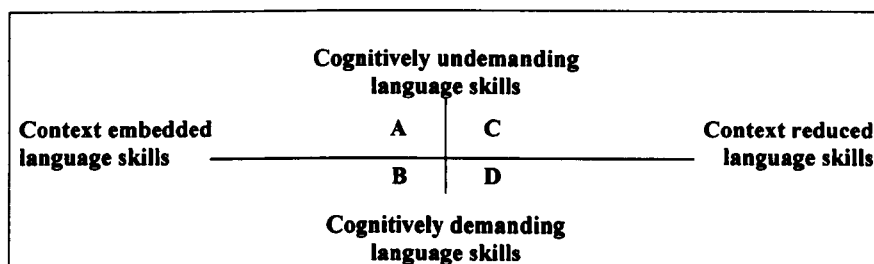 Cognitively undemanding
language skills
Context embedded
language skills
A
C
Context reduced
language skills
B
D
Cognitively demanding
language skills